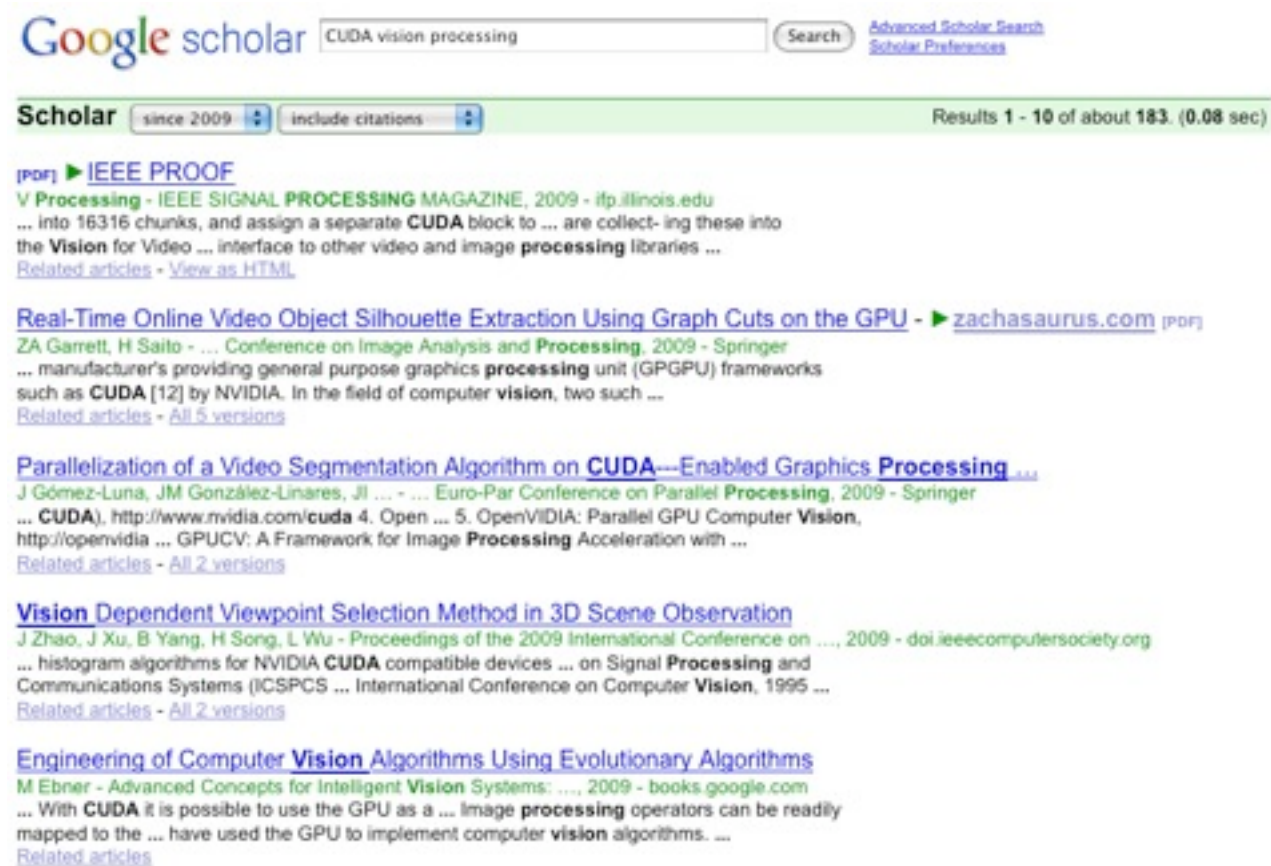 Google scholar CUDA vision processing Search Advanced Scholar Search
Scholar Preferences
Scholar since 2009 include citations Results 1 - 10 of about 183. (0.08 sec)
[PDF] ▶ IEEE PROOF
V Processing - IEEE SIGNAL PROCESSING MAGAZINE, 2009 - ifp.illinois.edu
... into 16316 chunks, and assign a separate CUDA block to ... are collect- ing these into
the Vision for Video ... interface to other video and image processing libraries ...
Related articles - View as HTML
Real-Time Online Video Object Silhouette Extraction Using Graph Cuts on the GPU - ▶ zachasaurus.com [PDF]
ZA Garrett, H Saito - ... Conference on Image Analysis and Processing, 2009 - Springer
... manufacturer's providing general purpose graphics processing unit (GPGPU) frameworks
such as CUDA [12] by NVIDIA. In the field of computer vision, two such ...
Related articles - All 5 versions
Parallelization of a Video Segmentation Algorithm on CUDA---Enabled Graphics Processing ...
J Gómez-Luna, JM González-Linares, JI ... - ... Euro-Par Conference on Parallel Processing, 2009 - Springer
... CUDA), http://www.nvidia.com/cuda 4. Open ... 5. OpenVIDIA: Parallel GPU Computer Vision,
http://openvidia ... GPUCV: A Framework for Image Processing Acceleration with ...
Related articles - All 2 versions
Vision Dependent Viewpoint Selection Method in 3D Scene Observation
J Zhao, J Xu, B Yang, H Song, L Wu - Proceedings of the 2009 International Conference on ..., 2009 - doi.ieeecomputersociety.org
... histogram algorithms for NVIDIA CUDA compatible devices ... on Signal Processing and
Communications Systems (ICSPCS ... International Conference on Computer Vision, 1995 ...
Related articles - All 2 versions
Engineering of Computer Vision Algorithms Using Evolutionary Algorithms
M Ebner - Advanced Concepts for Intelligent Vision Systems: ..., 2009 - books.google.com
... With CUDA it is possible to use the GPU as a ... Image processing operators can be readily
mapped to the ... have used the GPU to implement computer vision algorithms. ...
Related articles